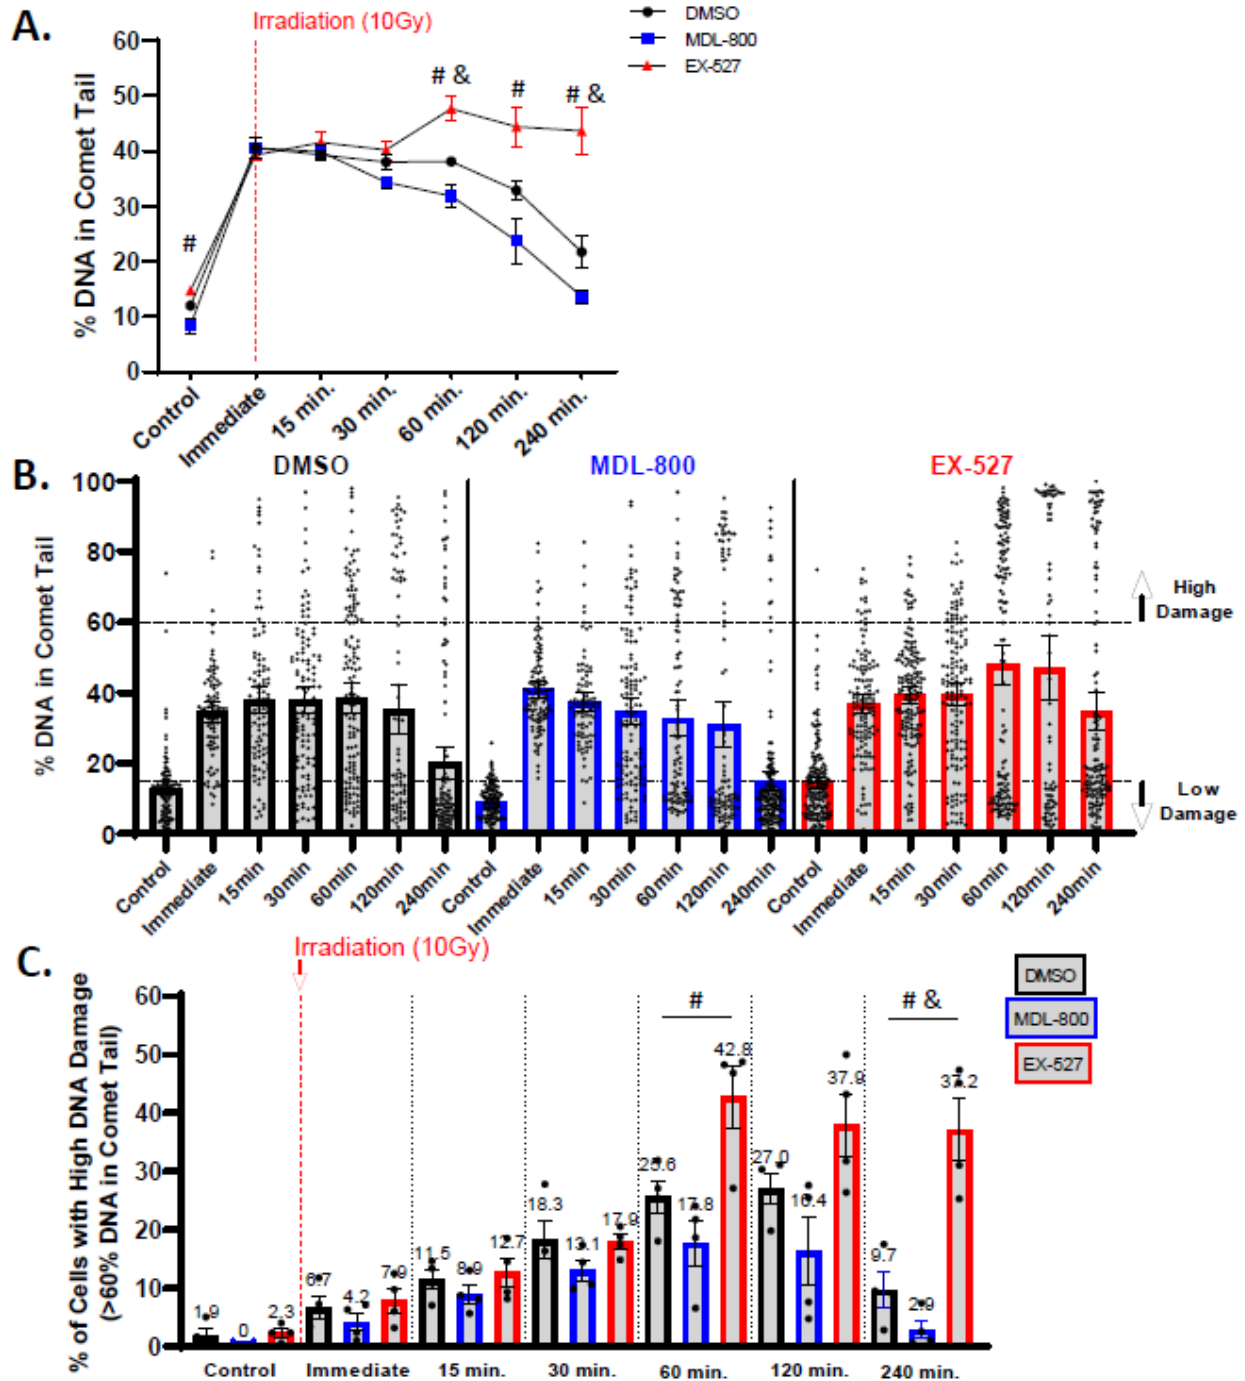 A.
Irradiation (10Gy)
DMSO
MDL-800
EX-527
% DNA in Comet Tail
60
50
40
30
20
10
0
#
# &
#
# &
Control
Immediate
15 min.
30 min.
60 min.
120 min.
240 min.
B.
DMSO
MDL-800
EX-527
% DNA in Comet Tail
100
80
60
40
20
0
High
Damage
Low
Damage
Control
Immediate
15min
30min
60min
120min
240min
Control
Immediate
15min
30min
60min
120min
240min
Control
Immediate
15min
30min
60min
120min
240min
C.
Irradiation (10Gy)
DMSO
MDL-800
EX-527
% of Cells with High DNA Damage
(>60% DNA in Comet Tail)
60
50
40
30
20
10
0
#
# &
1.9
0
2.3
6.7
4.2
7.9
11.5
8.9
12.7
18.3
13.1
17.9
25.6
17.8
42.8
27.0
16.4
37.9
9.7
2.9
37.2
Control
Immediate
15 min.
30 min.
60 min.
120 min.
240 min.